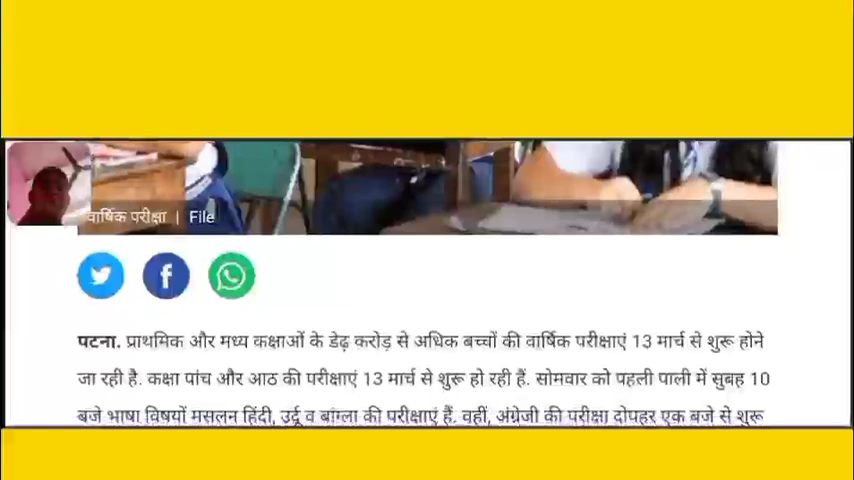 वार्षिक परीक्षा | File
पटना. प्राथमिक और मध्य कक्षाओं के डेढ़ करोड़ से अधिक बच्चों की वार्षिक परीक्षाएं 13 मार्च से शुरू होने
जा रही है. कक्षा पांच और आठ की परीक्षाएं 13 मार्च से शुरू हो रही हैं. सोमवार को पहली पाली में सुबह 10
बजे भाषा विषयों मसलन हिंदी, उर्दू व बांग्ला की परीक्षाएं हैं. वहीं, अंग्रेजी की परीक्षा दोपहर एक बजे से शुरू